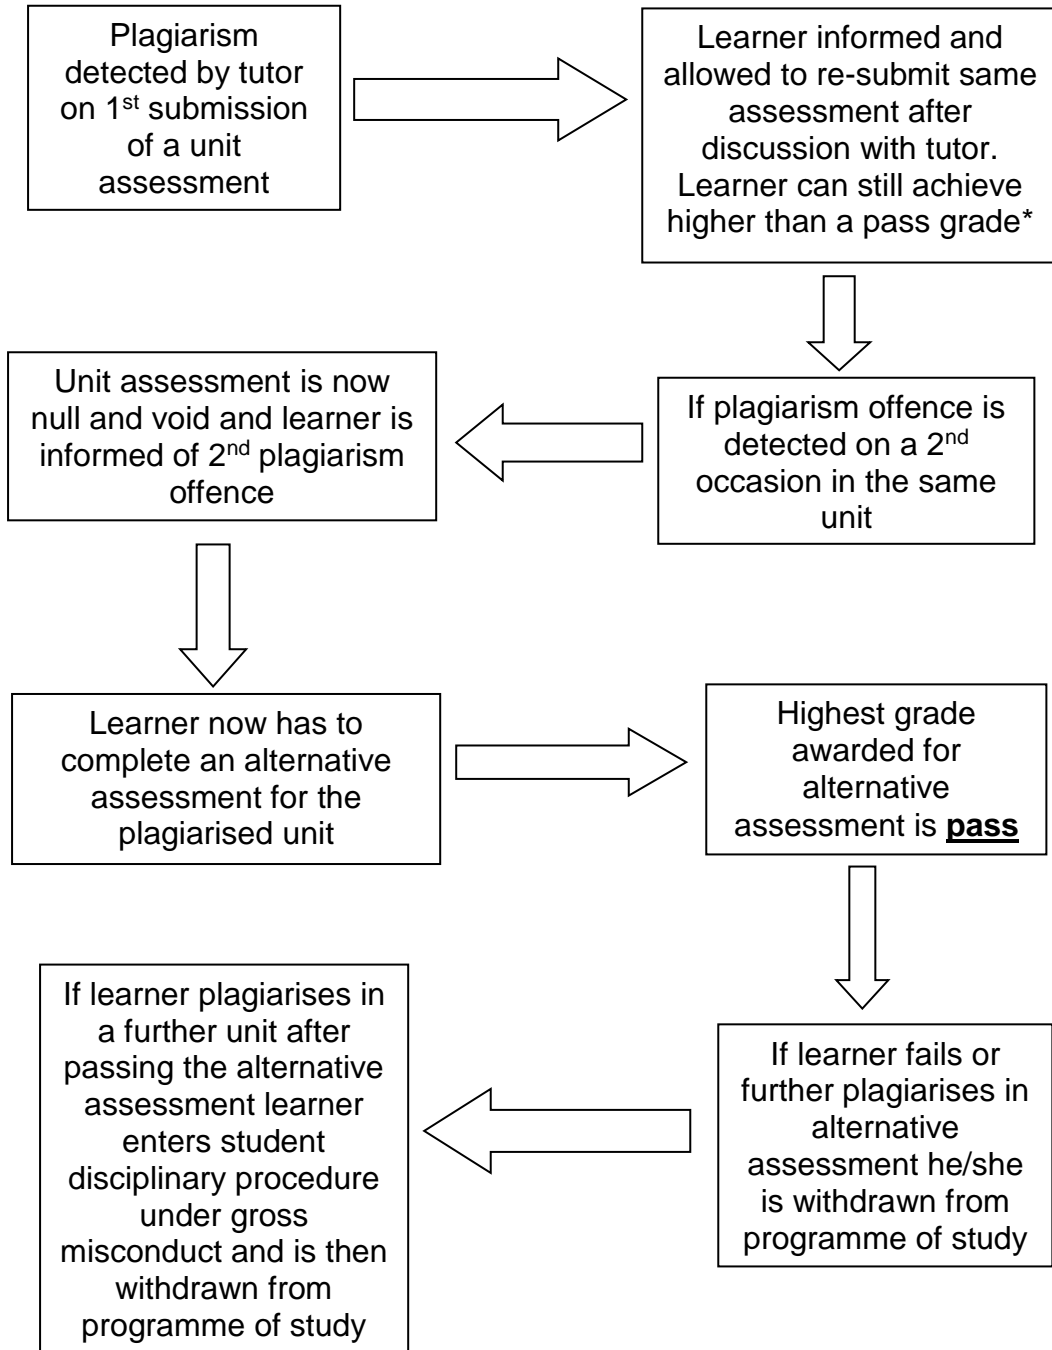 Plagiarism
detected by tutor
on 1st submission
of a unit
assessment
Learner informed and
allowed to re-submit same
assessment after
discussion with tutor.
Learner can still achieve
higher than a pass grade*
If plagiarism offence is
detected on a 2nd
occasion in the same
unit
Unit assessment is now
null and void and learner is
informed of 2nd plagiarism
offence
Learner now has to
complete an alternative
assessment for the
plagiarised unit
Highest grade
awarded for
alternative
assessment is pass
If learner fails or
further plagiarises in
alternative
assessment he/she
is withdrawn from
programme of study
If learner plagiarises in
a further unit after
passing the alternative
assessment learner
enters student
disciplinary procedure
under gross
misconduct and is then
withdrawn from
programme of study